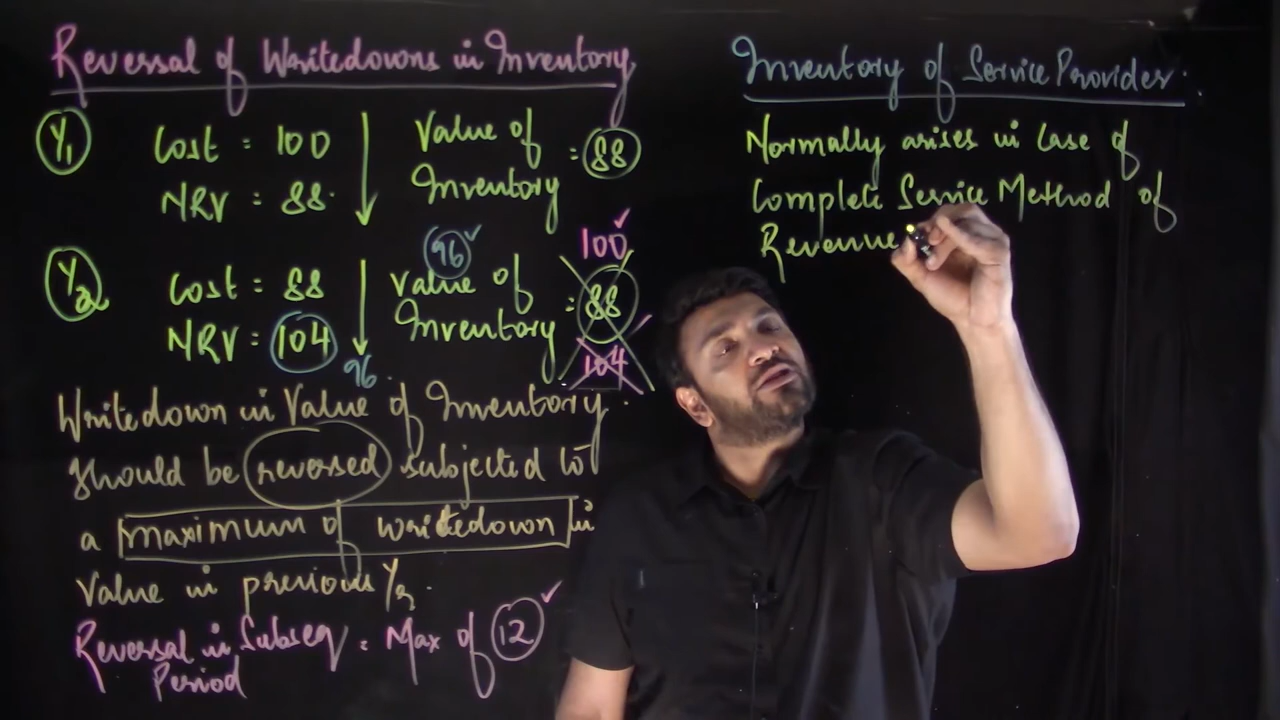 Reversal of Writedowns in Inventory.
Y1 Cost = 100 Value of
NRV = 88. Inventory = 88
96 100
Y2 Cost = 88 Value of
NRV = 104 Inventory = 88
96 104
Writedown in Value of Inventory.
should be reversed subjected to
a maximum of writedown in
Value in previous Yr.
Reversal in Subseq = Max of 12
Period
Inventory of Service Provider.
Normally arises in Case of
Complete Service Method of
Revenue